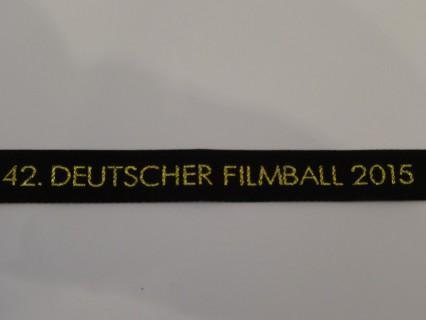 42. DEUTSCHER FILMBALL 2015